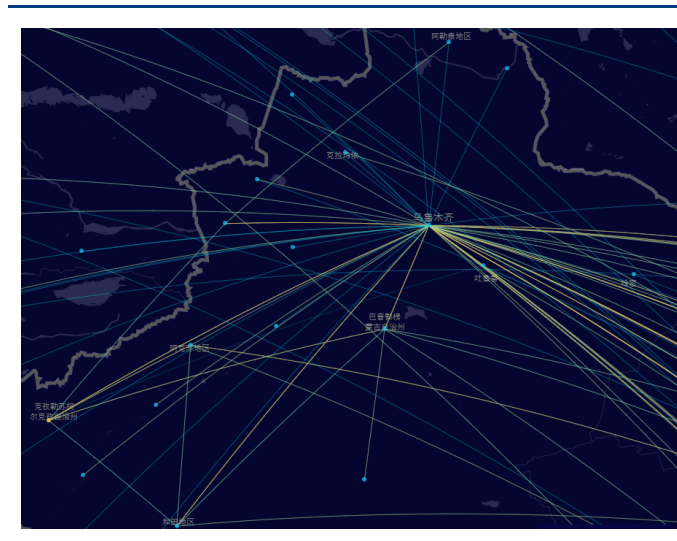 阿勒泰地区
克拉玛依
乌鲁木齐
吐鲁番
哈密
巴音郭楞
蒙古自治州
阿克苏地区
克孜勒苏柯
尔克孜自治州
和田地区